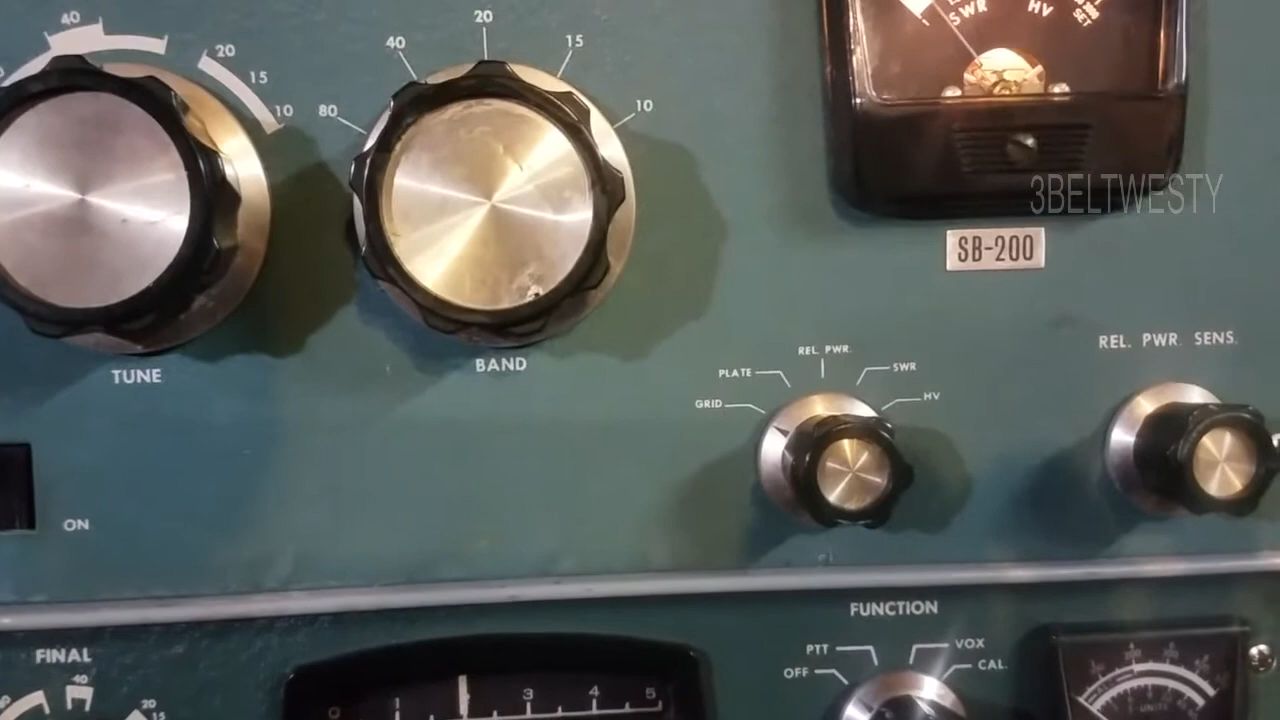 40
20
15
10
TUNE
80
40
20
15
10
BAND
SWR
HV
SET
3BELTWESTY
SB-200
GRID
PLATE
REL. PWR.
SWR
HV
REL. PWR. SENS.
ON
FINAL
40
20
15
0 1 3 4 5
FUNCTION
OFF
PTT
VOX
CAL.